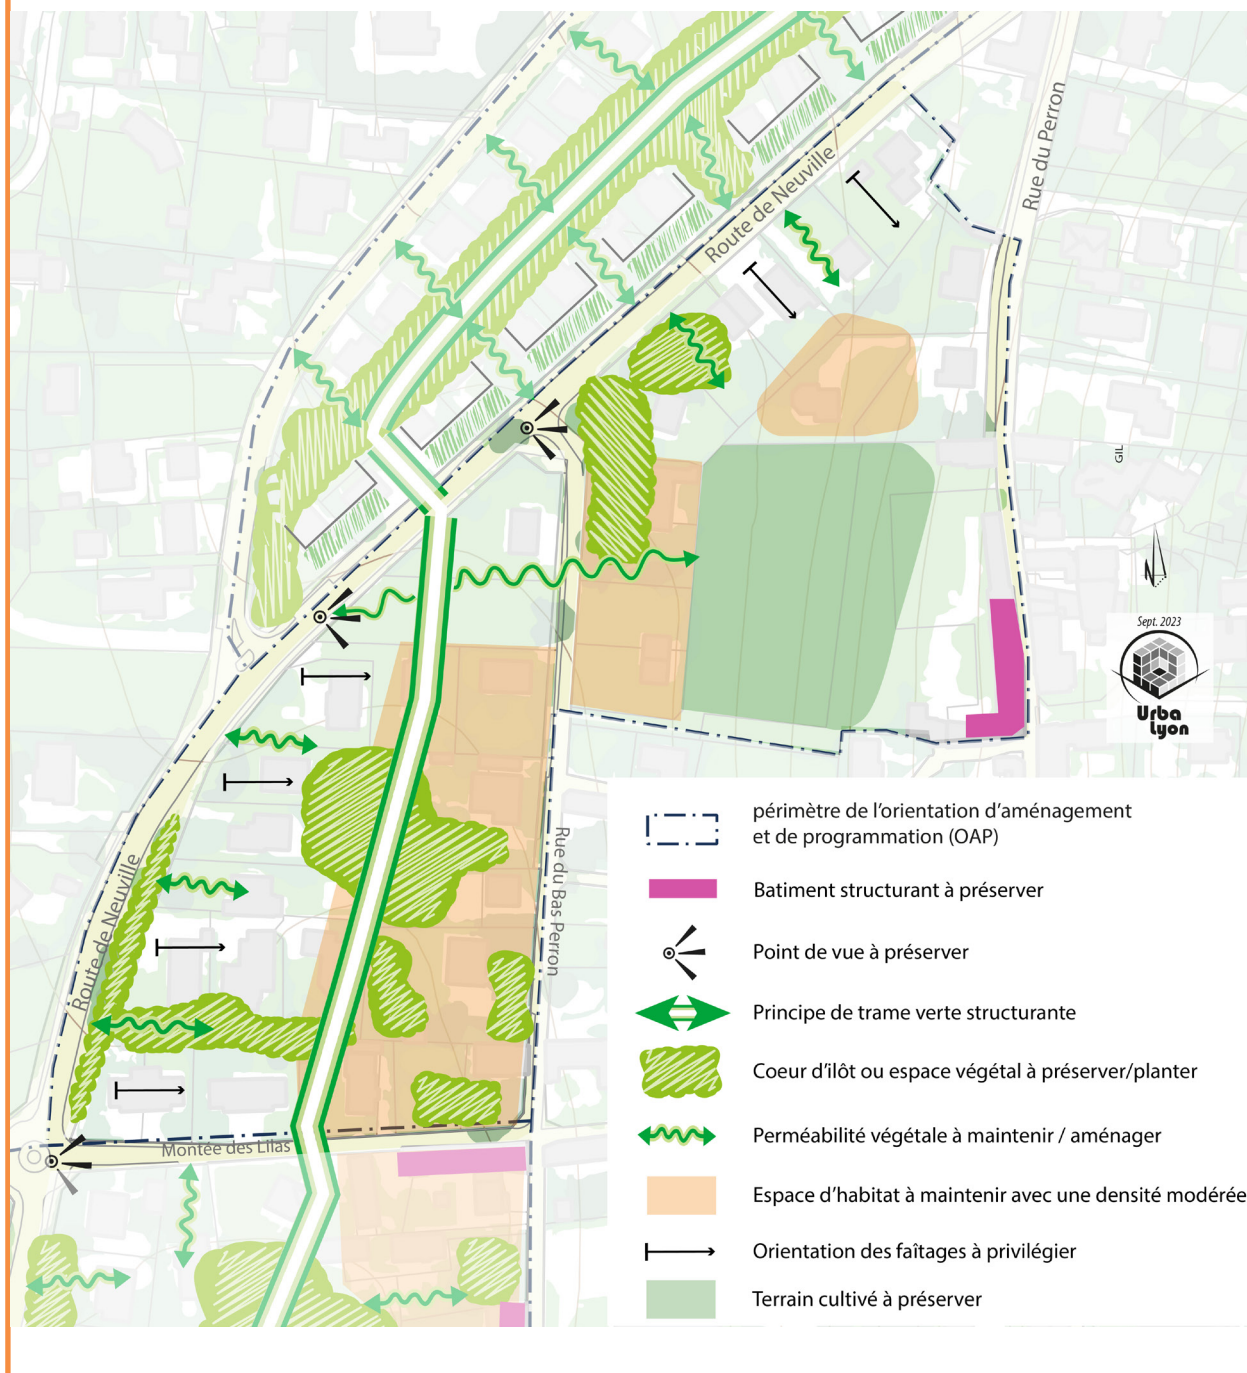 Rue du Perron
Route de Neuville
GIL
N
Sept. 2023
Urba
Lyon
Rue du Bas Perron
Route de Neuville
Montée des Lilas
périmètre de l'orientation d'aménagement
et de programmation (OAP)
Batiment structurant à préserver
Point de vue à préserver
Principe de trame verte structurante
Coeur d'ilôt ou espace végétal à préserver/planter
Perméabilité végétale à maintenir / aménager
Espace d'habitat à maintenir avec une densité modérée
Orientation des faîtages à privilégier
Terrain cultivé à préserver